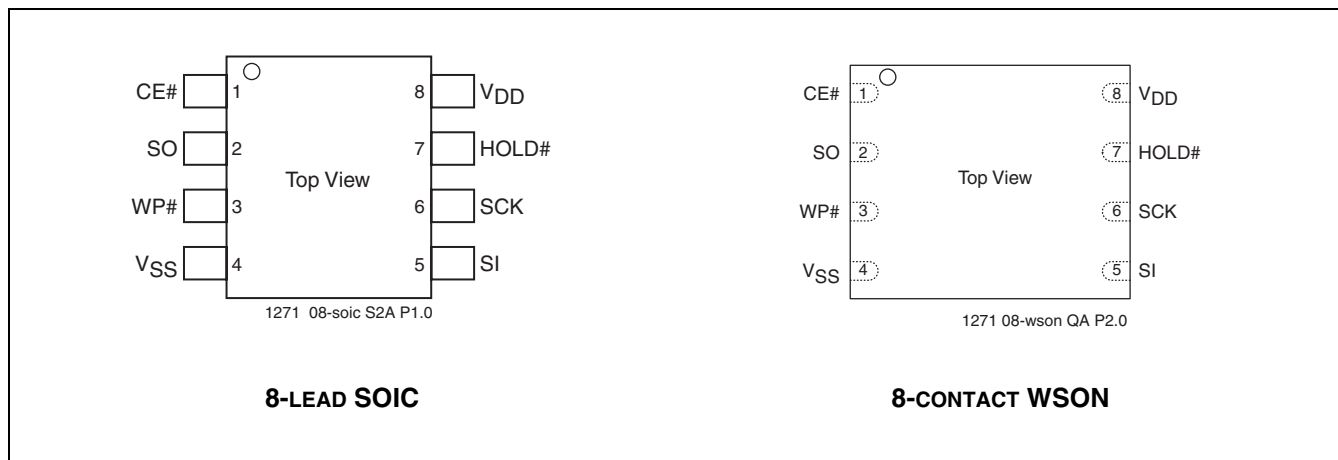 CE# 1 8 VDD
SO 2 7 HOLD#
Top View
WP# 3 6 SCK
VSS 4 5 SI
1271 08-soic S2A P1.0
8-LEAD SOIC
CE# 1 8 VDD
SO 2 7 HOLD#
Top View
WP# 3 6 SCK
VSS 4 5 SI
1271 08-wson QA P2.0
8-CONTACT WSON